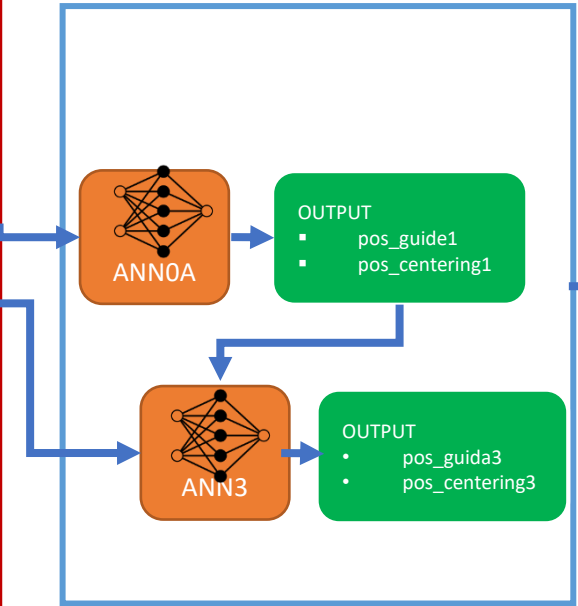 ANN0A
OUTPUT
▪ pos_guide1
▪ pos_centering1
ANN3
OUTPUT
• pos_guida3
• pos_centering3